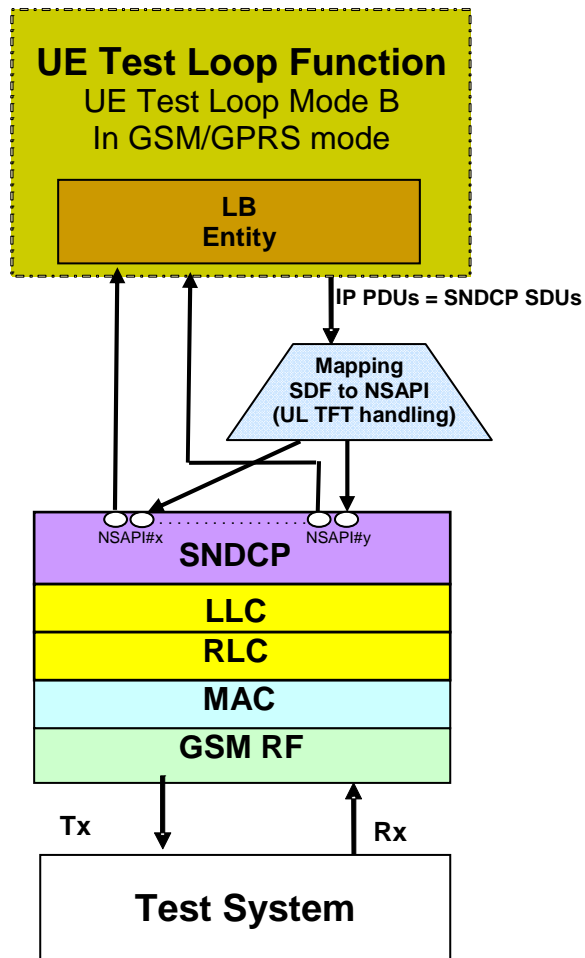 UE Test Loop Function
UE Test Loop Mode B
In GSM/GPRS mode
LB
Entity
IP PDUs = SNDCP SDUs
Mapping
SDF to NSAPI
(UL TFT handling)
NSAPI#x
NSAPI#y
SNDCP
LLC
RLC
MAC
GSM RF
Tx
Rx
Test System